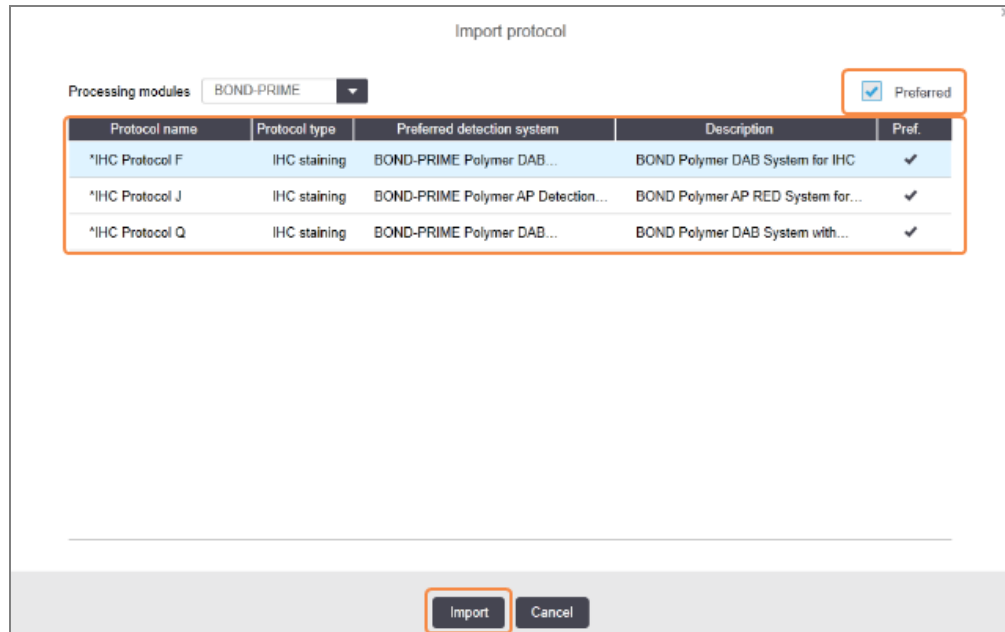 Import protocol
Processing modules BOND-PRIME Preferred
Protocol name Protocol type Preferred detection system Description Pref.
*IHC Protocol F IHC staining BOND-PRIME Polymer DAB... BOND Polymer DAB System for IHC
*IHC Protocol J IHC staining BOND-PRIME Polymer AP Detection... BOND Polymer AP RED System for...
*IHC Protocol Q IHC staining BOND-PRIME Polymer DAB... BOND Polymer DAB System with...
Import Cancel